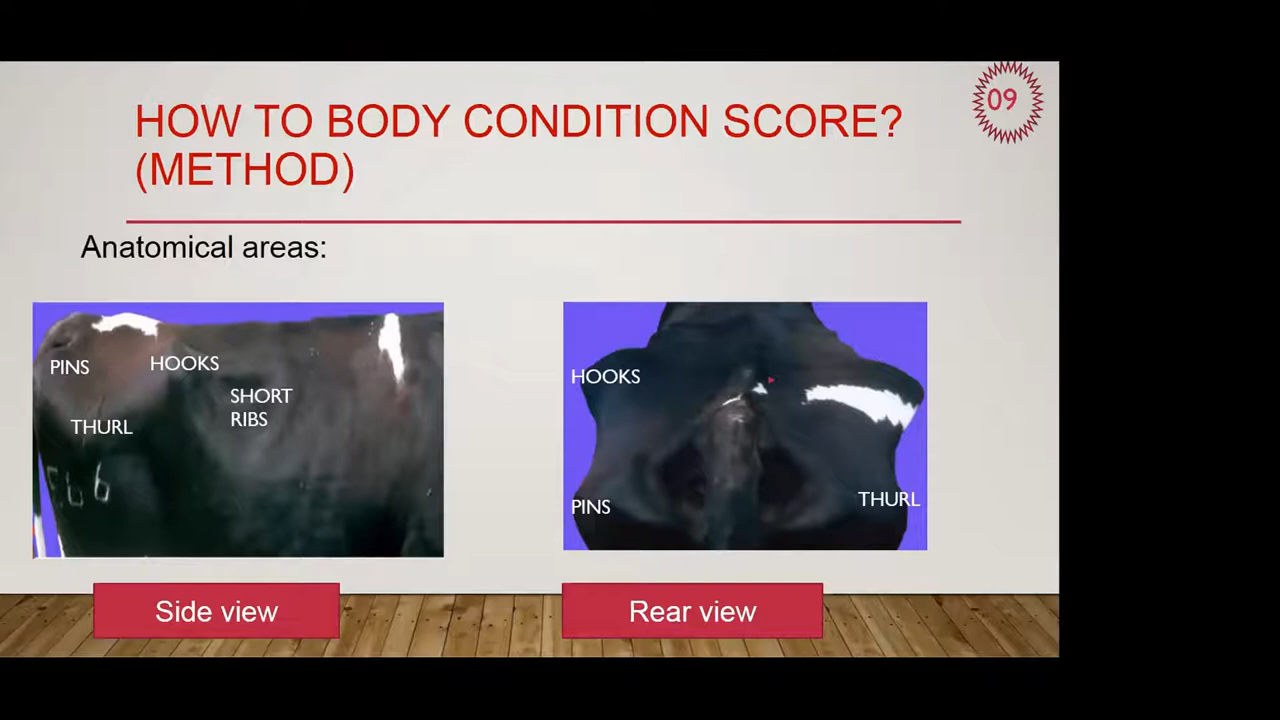 09
HOW TO BODY CONDITION SCORE?
(METHOD)
Anatomical areas:
PINS
HOOKS
SHORT
RIBS
THURL
66
HOOKS
PINS
THURL
Side view
Rear view